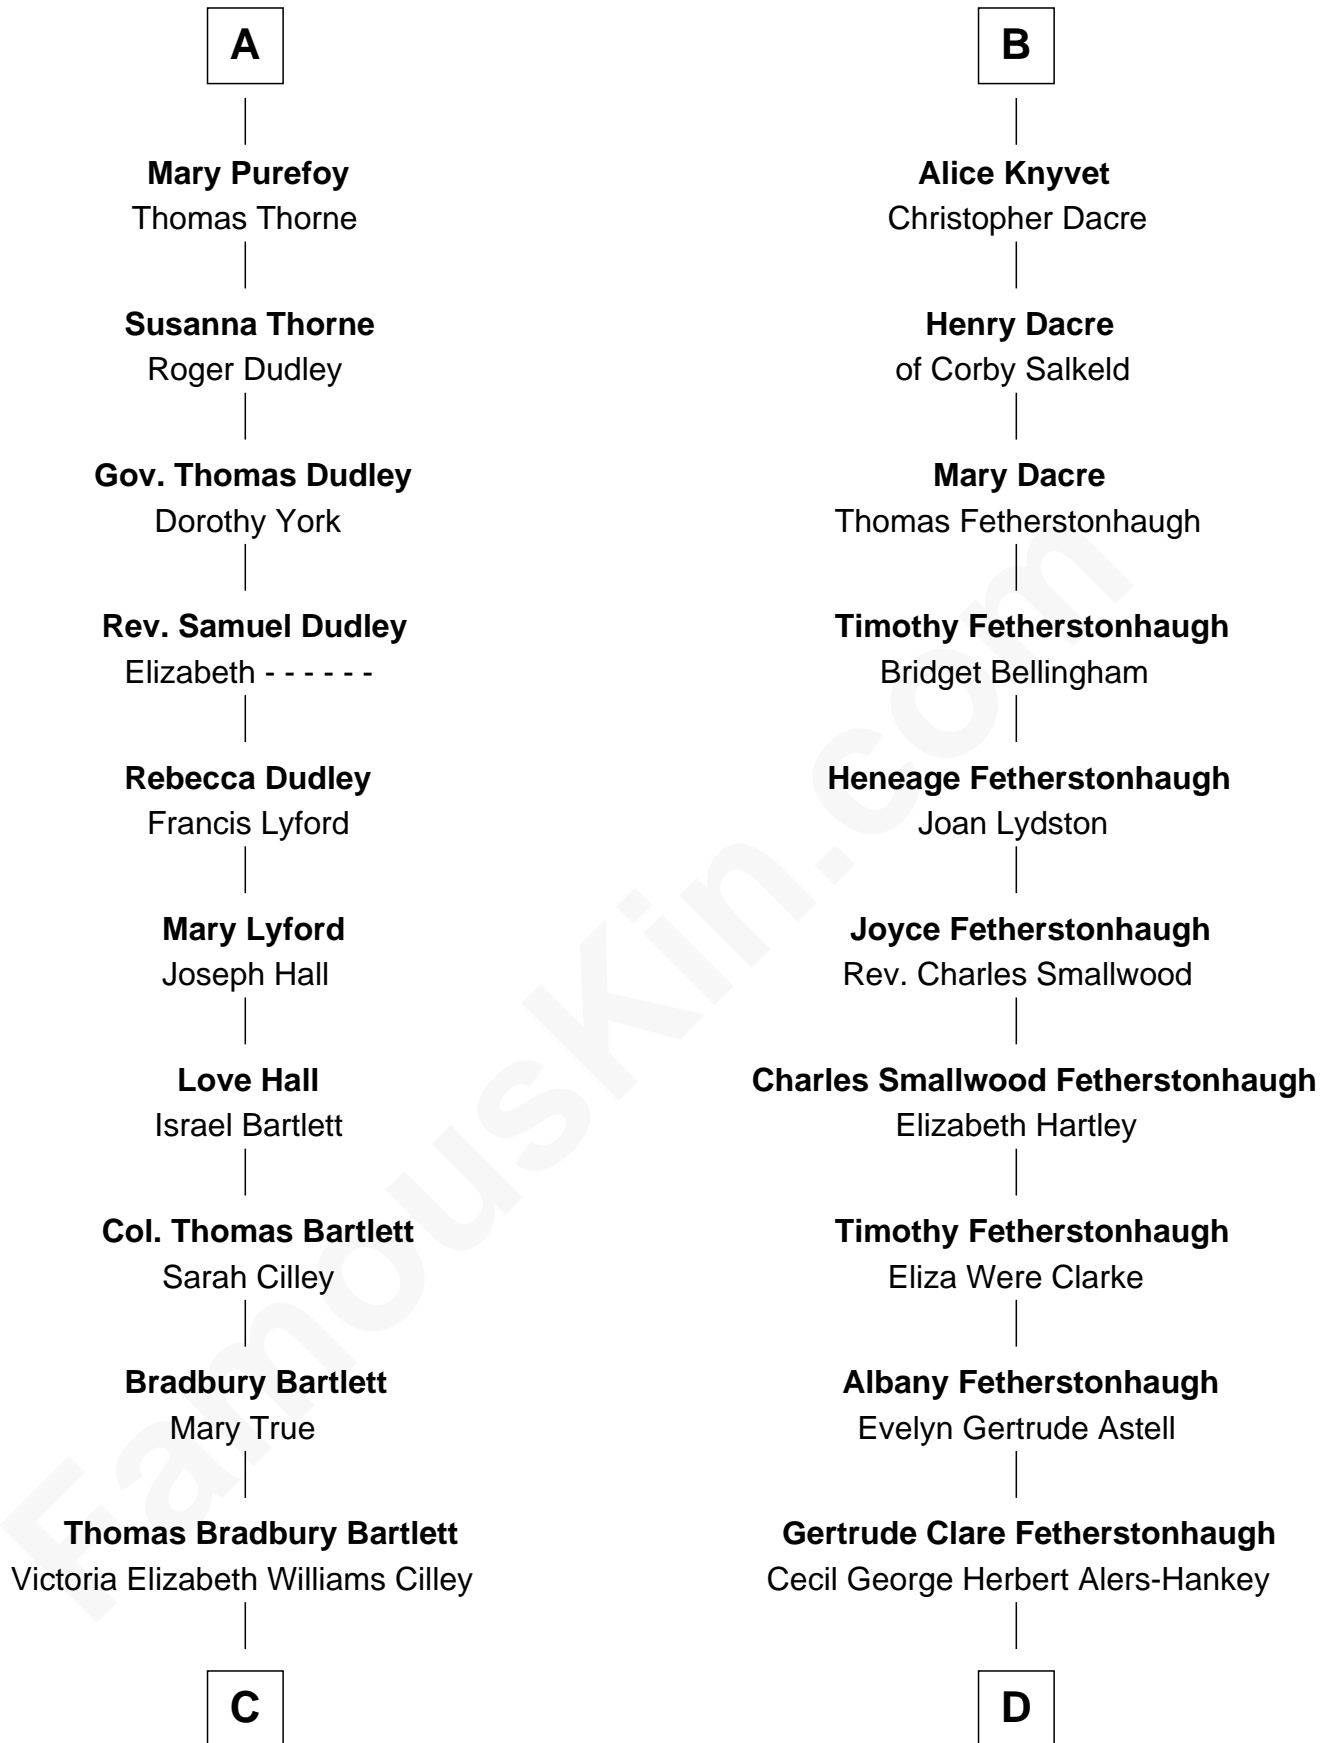 A
Mary Purefoy
Thomas Thorne
Susanna Thorne
Roger Dudley
Gov. Thomas Dudley
Dorothy York
Rev. Samuel Dudley
Elizabeth - - - - - -
Rebecca Dudley
Francis Lyford
Mary Lyford
Joseph Hall
Love Hall
Israel Bartlett
Col. Thomas Bartlett
Sarah Cilley
Bradbury Bartlett
Mary True
Thomas Bradbury Bartlett
Victoria Elizabeth Williams Cilley
C
B
Alice Knyvet
Christopher Dacre
Henry Dacre
of Corby Salkeld
Mary Dacre
Thomas Fetherstonhaugh
Timothy Fetherstonhaugh
Bridget Bellingham
Heneage Fetherstonhaugh
Joan Lydston
Joyce Fetherstonhaugh
Rev. Charles Smallwood
Charles Smallwood Fetherstonhaugh
Elizabeth Hartley
Timothy Fetherstonhaugh
Eliza Were Clarke
Albany Fetherstonhaugh
Evelyn Gertrude Astell
Gertrude Clare Fetherstonhaugh
Cecil George Herbert Alers-Hankey
D
FamousKin.com